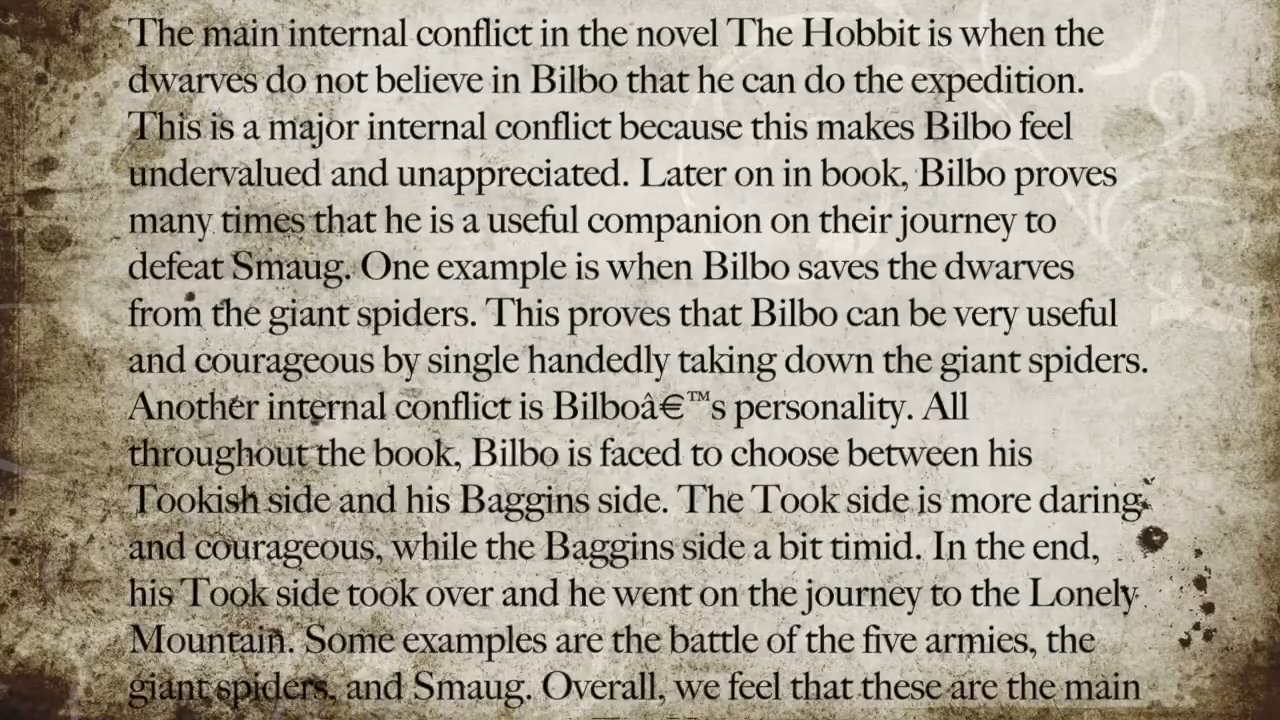 The main internal conflict in the novel The Hobbit is when the
dwarves do not believe in Bilbo that he can do the expedition.
This is a major internal conflict because this makes Bilbo feel
undervalued and unappreciated. Later on in book, Bilbo proves
many times that he is a useful companion on their journey to
defeat Smaug. One example is when Bilbo saves the dwarves
from the giant spiders. This proves that Bilbo can be very useful
and courageous by single handedly taking down the giant spiders.
Another internal conflict is Bilboâ€™s personality. All
throughout the book, Bilbo is faced to choose between his
Tookish side and his Baggins side. The Took side is more daring
and courageous, while the Baggins side a bit timid. In the end,
his Took side took over and he went on the journey to the Lonely
Mountain. Some examples are the battle of the five armies, the
giant spiders, and Smaug. Overall, we feel that these are the main